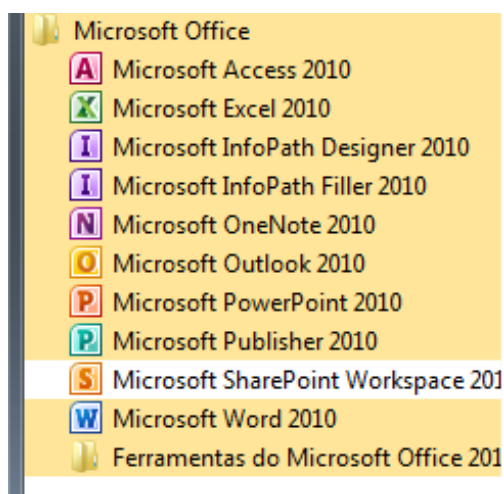 Microsoft Office
Microsoft Access 2010
Microsoft Excel 2010
Microsoft InfoPath Designer 2010
Microsoft InfoPath Filler 2010
Microsoft OneNote 2010
Microsoft Outlook 2010
Microsoft PowerPoint 2010
Microsoft Publisher 2010
Microsoft SharePoint Workspace 201
Microsoft Word 2010
Ferramentas do Microsoft Office 201